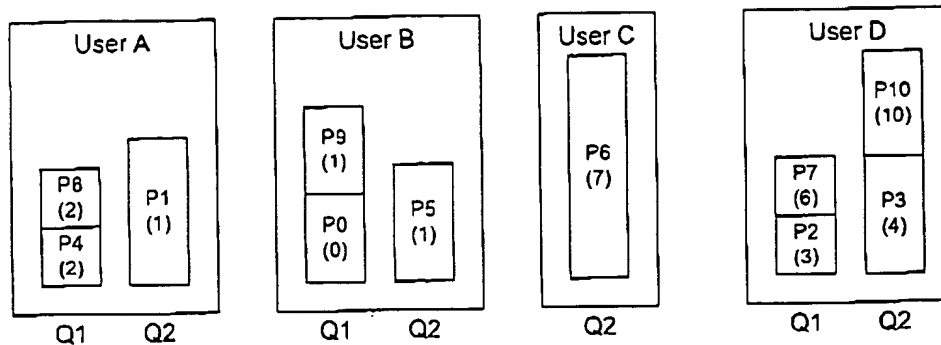 User A
P8
(2)
P4
(2)
P1
(1)
Q1
Q2
User B
P9
(1)
P0
(0)
P5
(1)
Q1
Q2
User C
P6
(7)
Q2
User D
P7
(6)
P2
(3)
P10
(10)
P3
(4)
Q1
Q2